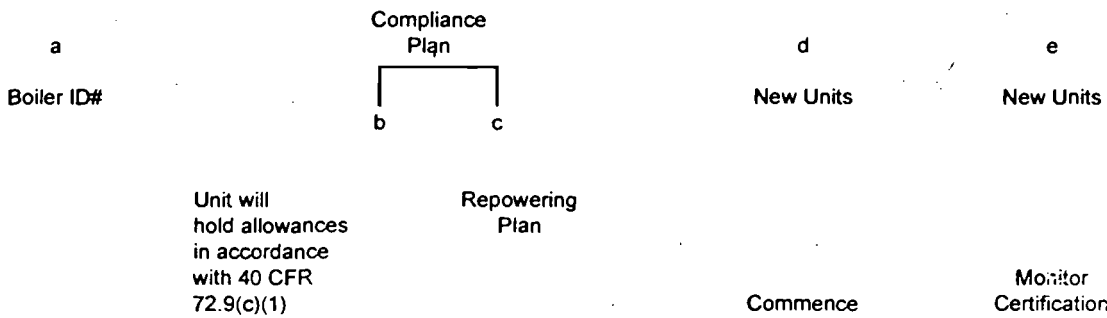 Compliance
a Plan d e
Boiler ID# New Units New Units
b c
Unit will Repowering
hold allowances Plan
in accordance
with 40 CFR Monitor
72.9(c)(1) Commence Certification